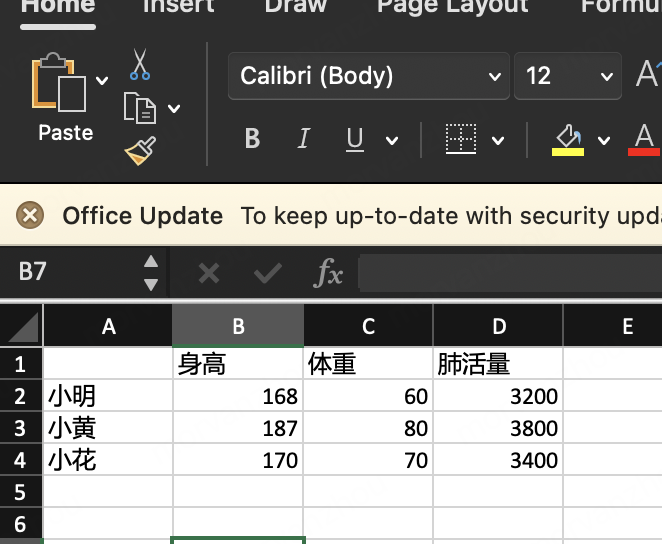 Home Insert Draw Page Layout
Calibri (Body) 12 A
Paste
B I U A
Office Update To keep up-to-date with security
B7 fx
A B C D E
1 身高 体重 肺活量
2 小明 168 60 3200
3 小黄 187 80 3800
4 小花 170 70 3400
5
6